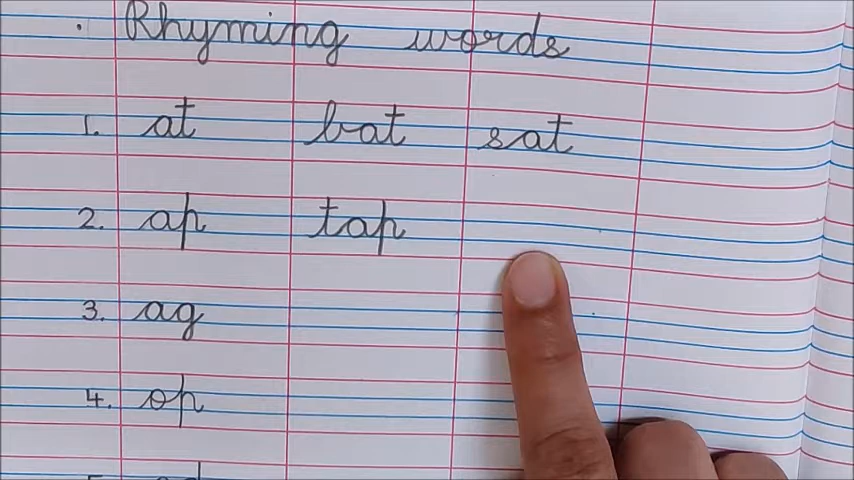 . Rhyming words
1. at bat sat
2. ap tap
3. ag
4. op